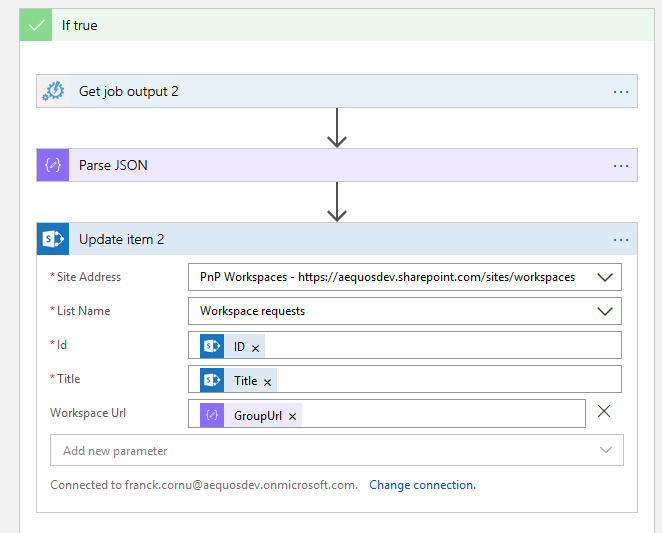 If true
Get job output 2
Parse JSON
Update item 2
* Site Address PnP Workspaces - https://aequosdev.sharepoint.com/sites/workspaces
* List Name Workspace requests
* Id ID ×
* Title Title ×
Workspace Url GroupUrl ×
Add new parameter
Connected to franck.cornu@aequosdev.onmicrosoft.com. Change connection.